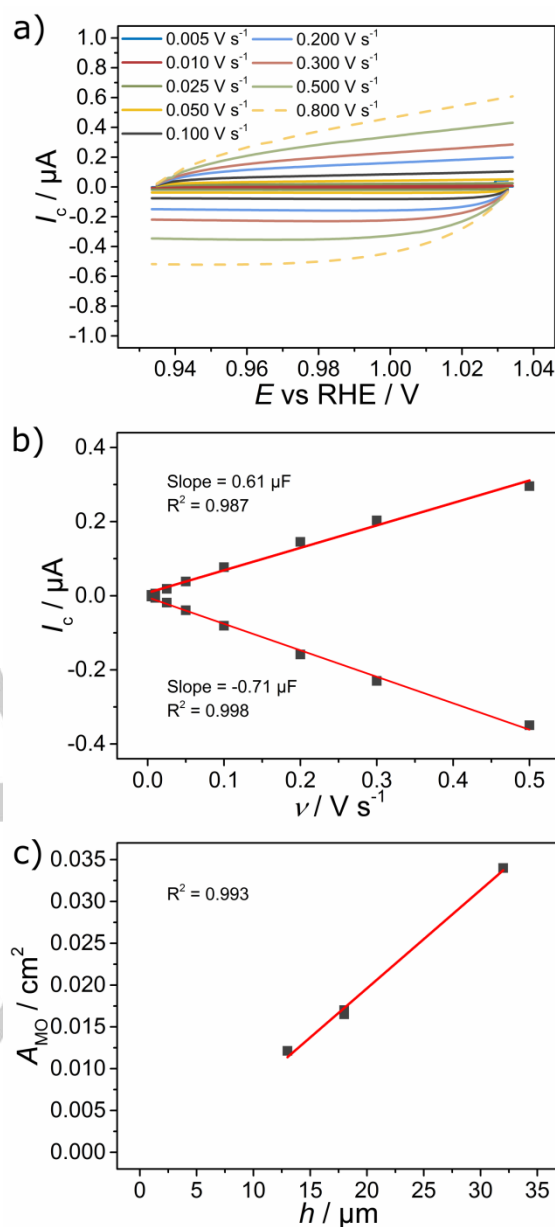 a)
1.0
0.8
0.6
0.4
0.2
0.0
-0.2
-0.4
-0.6
-0.8
-1.0
I_c / µA
0.005 V s⁻¹ 0.200 V s⁻¹
0.010 V s⁻¹ 0.300 V s⁻¹
0.025 V s⁻¹ 0.500 V s⁻¹
0.050 V s⁻¹ 0.800 V s⁻¹
0.100 V s⁻¹
0.94 0.96 0.98 1.00 1.02 1.04
E vs RHE / V
b)
0.4
0.2
0.0
-0.2
-0.4
I_c / µA
Slope = 0.61 µF
R² = 0.987
Slope = -0.71 µF
R² = 0.998
0.0 0.1 0.2 0.3 0.4 0.5
ν / V s⁻¹
c)
0.035
0.030
0.025
0.020
0.015
0.010
0.005
0.000
A_MO / cm²
R² = 0.993
0 5 10 15 20 25 30 35
h / µm